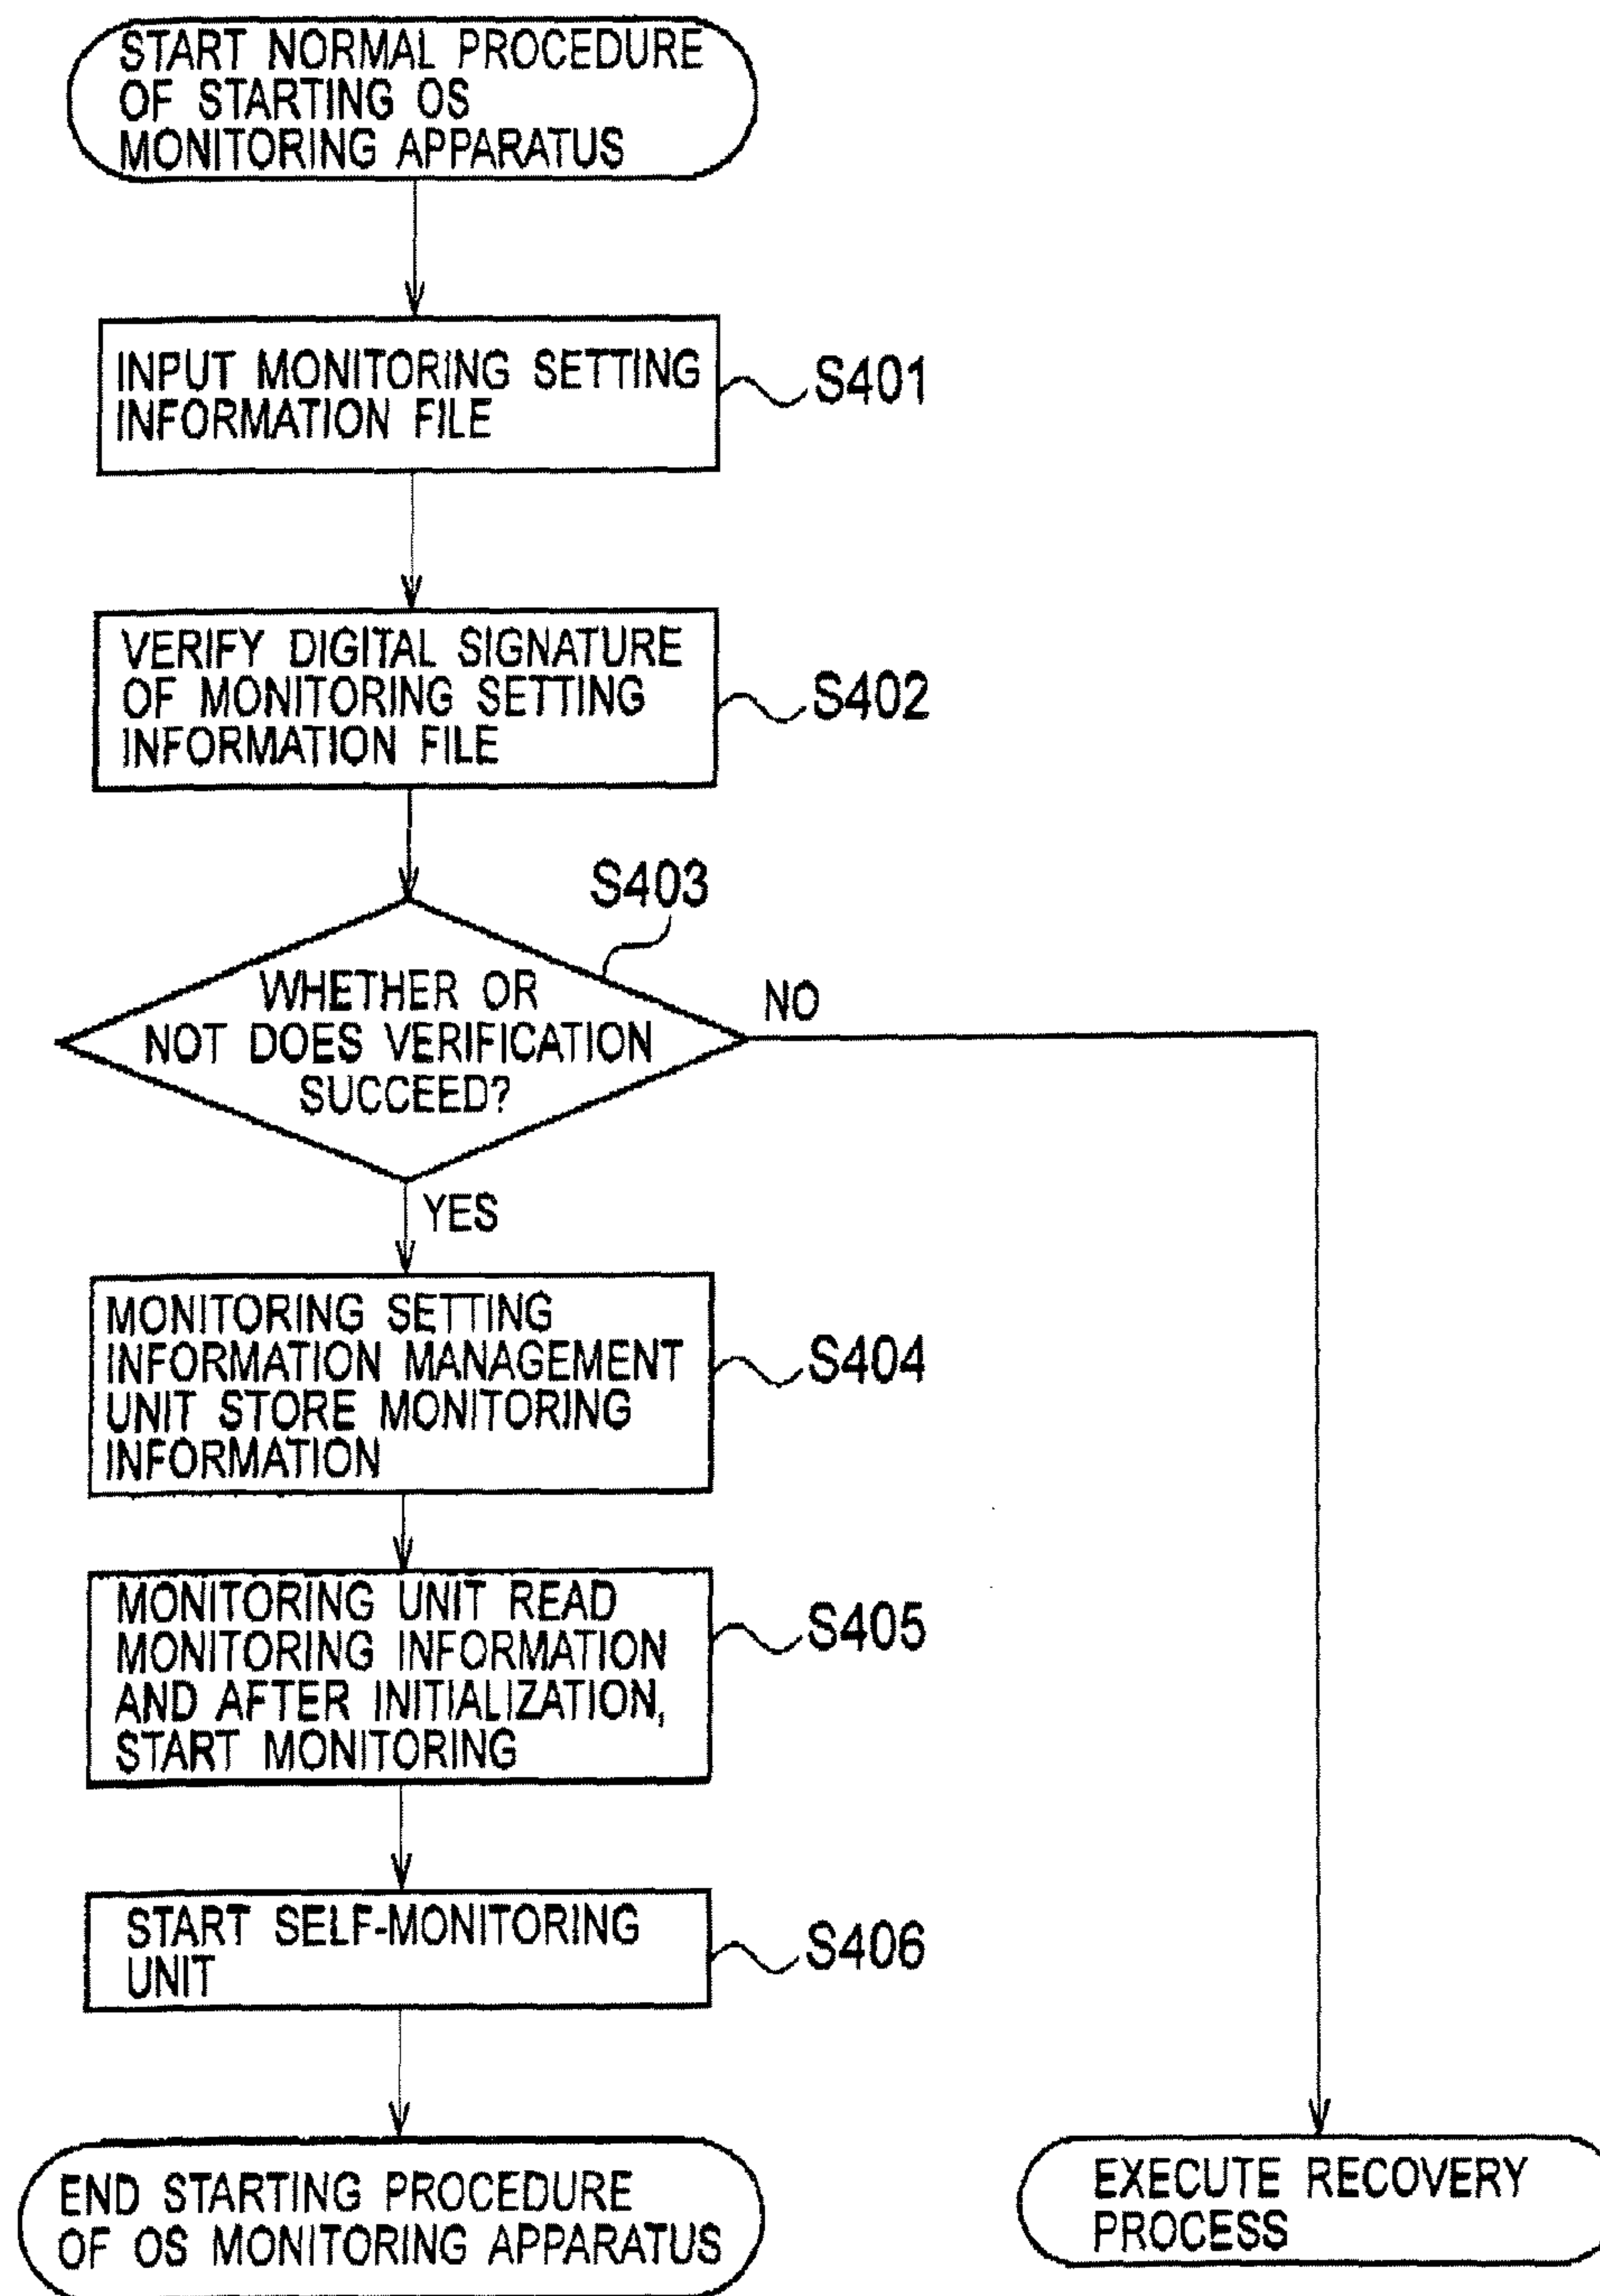 START NORMAL PROCEDURE
OF STARTING OS
MONITORING APPARATUS
INPUT MONITORING SETTING
INFORMATION FILE
S401
VERIFY DIGITAL SIGNATURE
OF MONITORING SETTING
INFORMATION FILE
S402
S403
WHETHER OR
NOT DOES VERIFICATION
SUCCEED?
NO
YES
MONITORING SETTING
INFORMATION MANAGEMENT
UNIT STORE MONITORING
INFORMATION
S404
MONITORING UNIT READ
MONITORING INFORMATION
AND AFTER INITIALIZATION,
START MONITORING
S405
START SELF-MONITORING
UNIT
S406
END STARTING PROCEDURE
OF OS MONITORING APPARATUS
EXECUTE RECOVERY
PROCESS